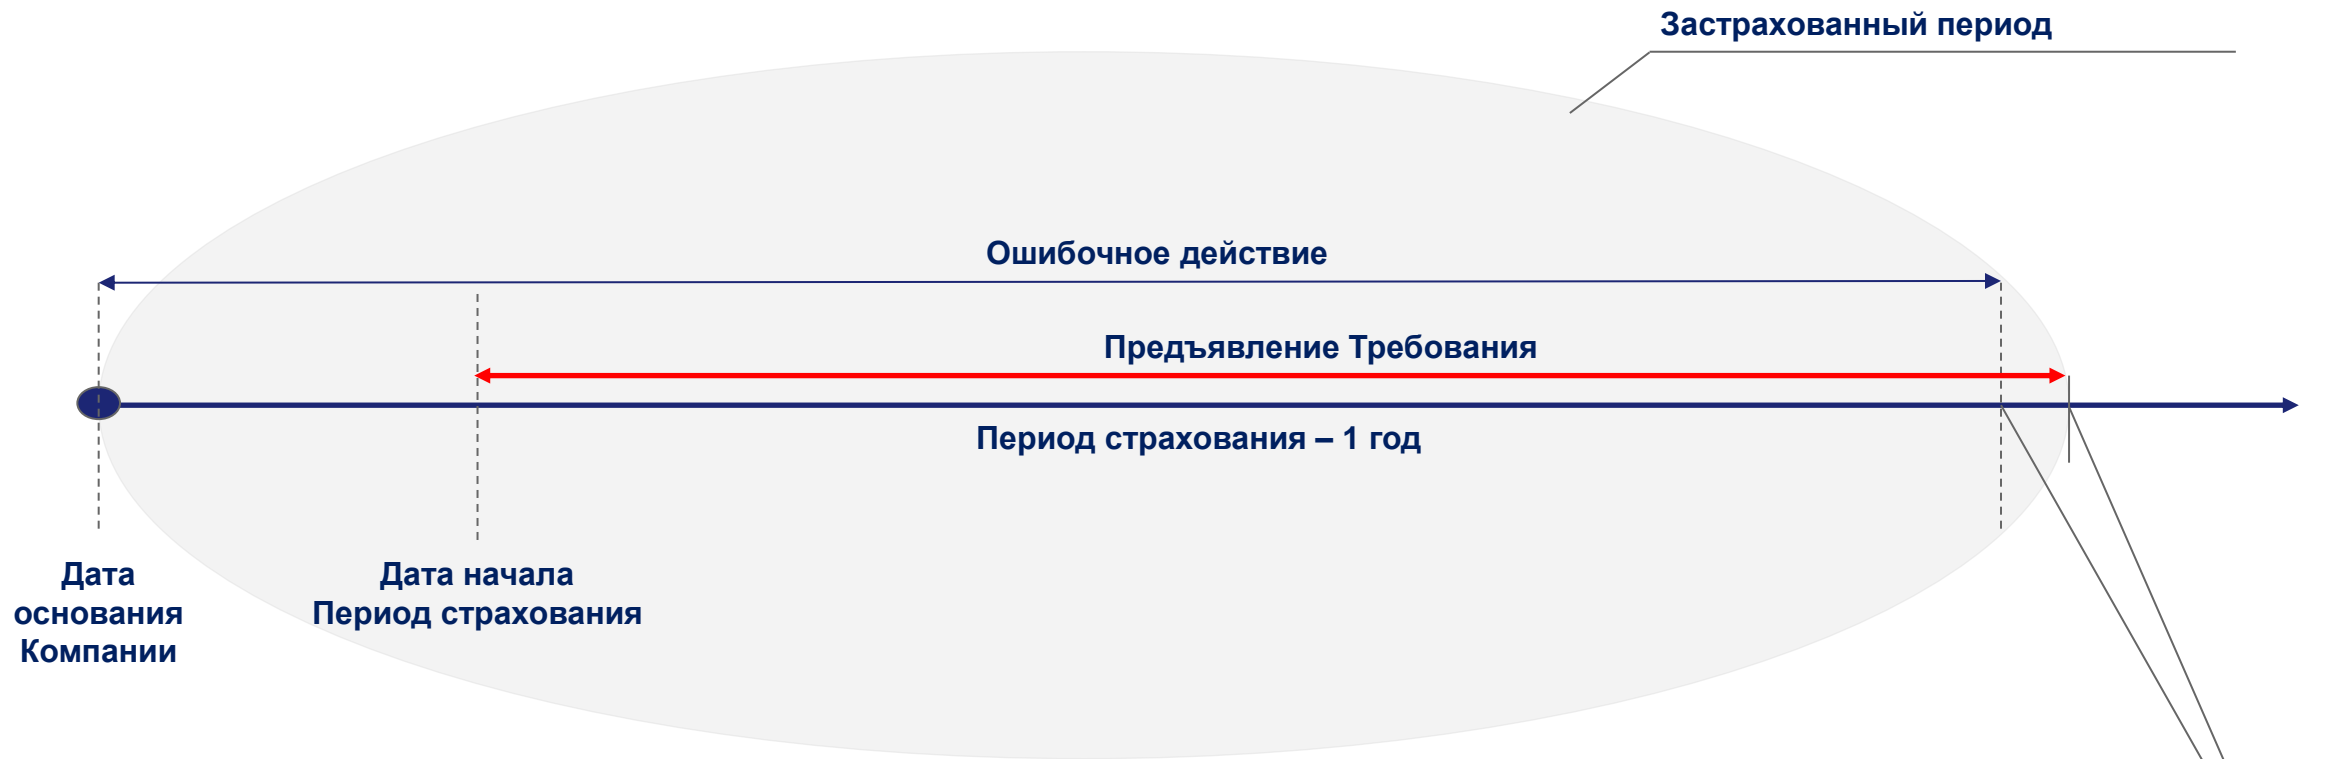 Застрахованный период
Ошибочное действие
Предъявление Требования
Период страхования – 1 год
Дата
основания
Компании
Дата начала
Период страхования